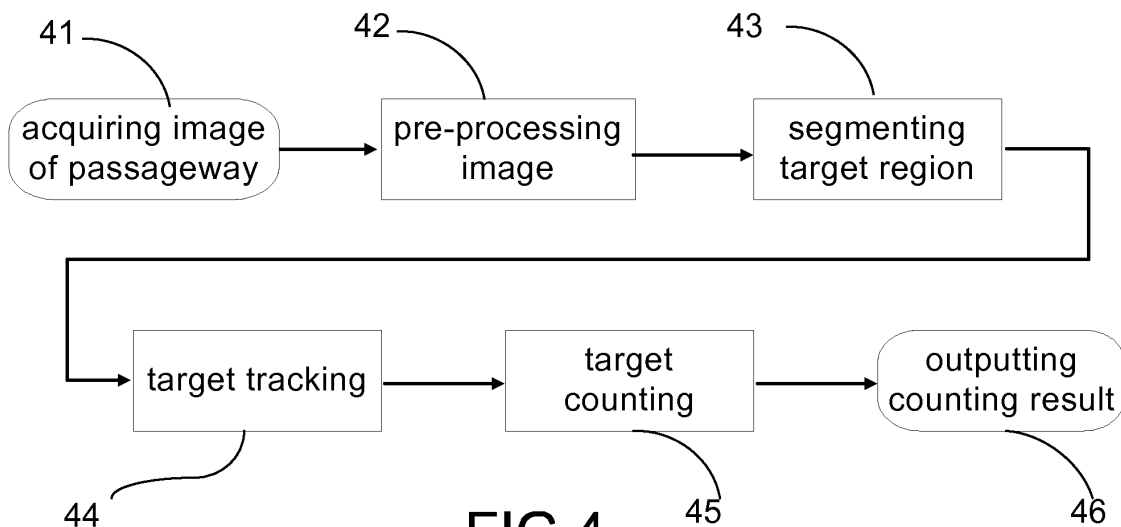 41
42
43
acquiring image
of passageway
pre-processing
image
segmenting
target region
target tracking
target
counting
outputting
counting result
44
45
46
FIG.4